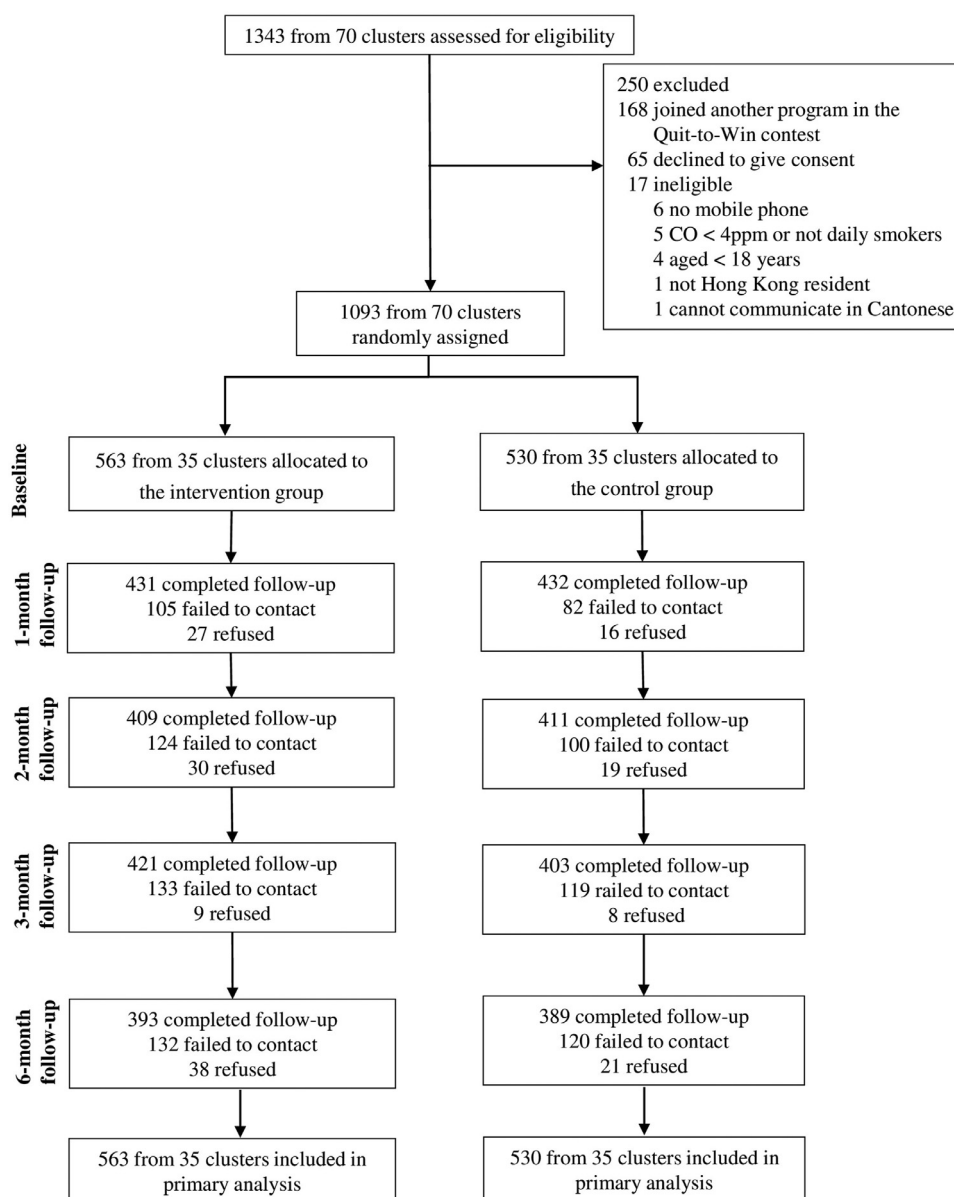 1343 from 70 clusters assessed for eligibility
250 excluded
168 joined another program in the
Quit-to-Win contest
65 declined to give consent
17 ineligible
6 no mobile phone
5 CO < 4ppm or not daily smokers
4 aged < 18 years
1 not Hong Kong resident
1 cannot communicate in Cantonese
1093 from 70 clusters
randomly assigned
Baseline
563 from 35 clusters allocated to
the intervention group
530 from 35 clusters allocated to
the control group
1-month
follow-up
431 completed follow-up
105 failed to contact
27 refused
432 completed follow-up
82 failed to contact
16 refused
2-month
follow-up
409 completed follow-up
124 failed to contact
30 refused
411 completed follow-up
100 failed to contact
19 refused
3-month
follow-up
421 completed follow-up
133 failed to contact
9 refused
403 completed follow-up
119 railed to contact
8 refused
6-month
follow-up
393 completed follow-up
132 failed to contact
38 refused
389 completed follow-up
120 failed to contact
21 refused
563 from 35 clusters included in
primary analysis
530 from 35 clusters included in
primary analysis